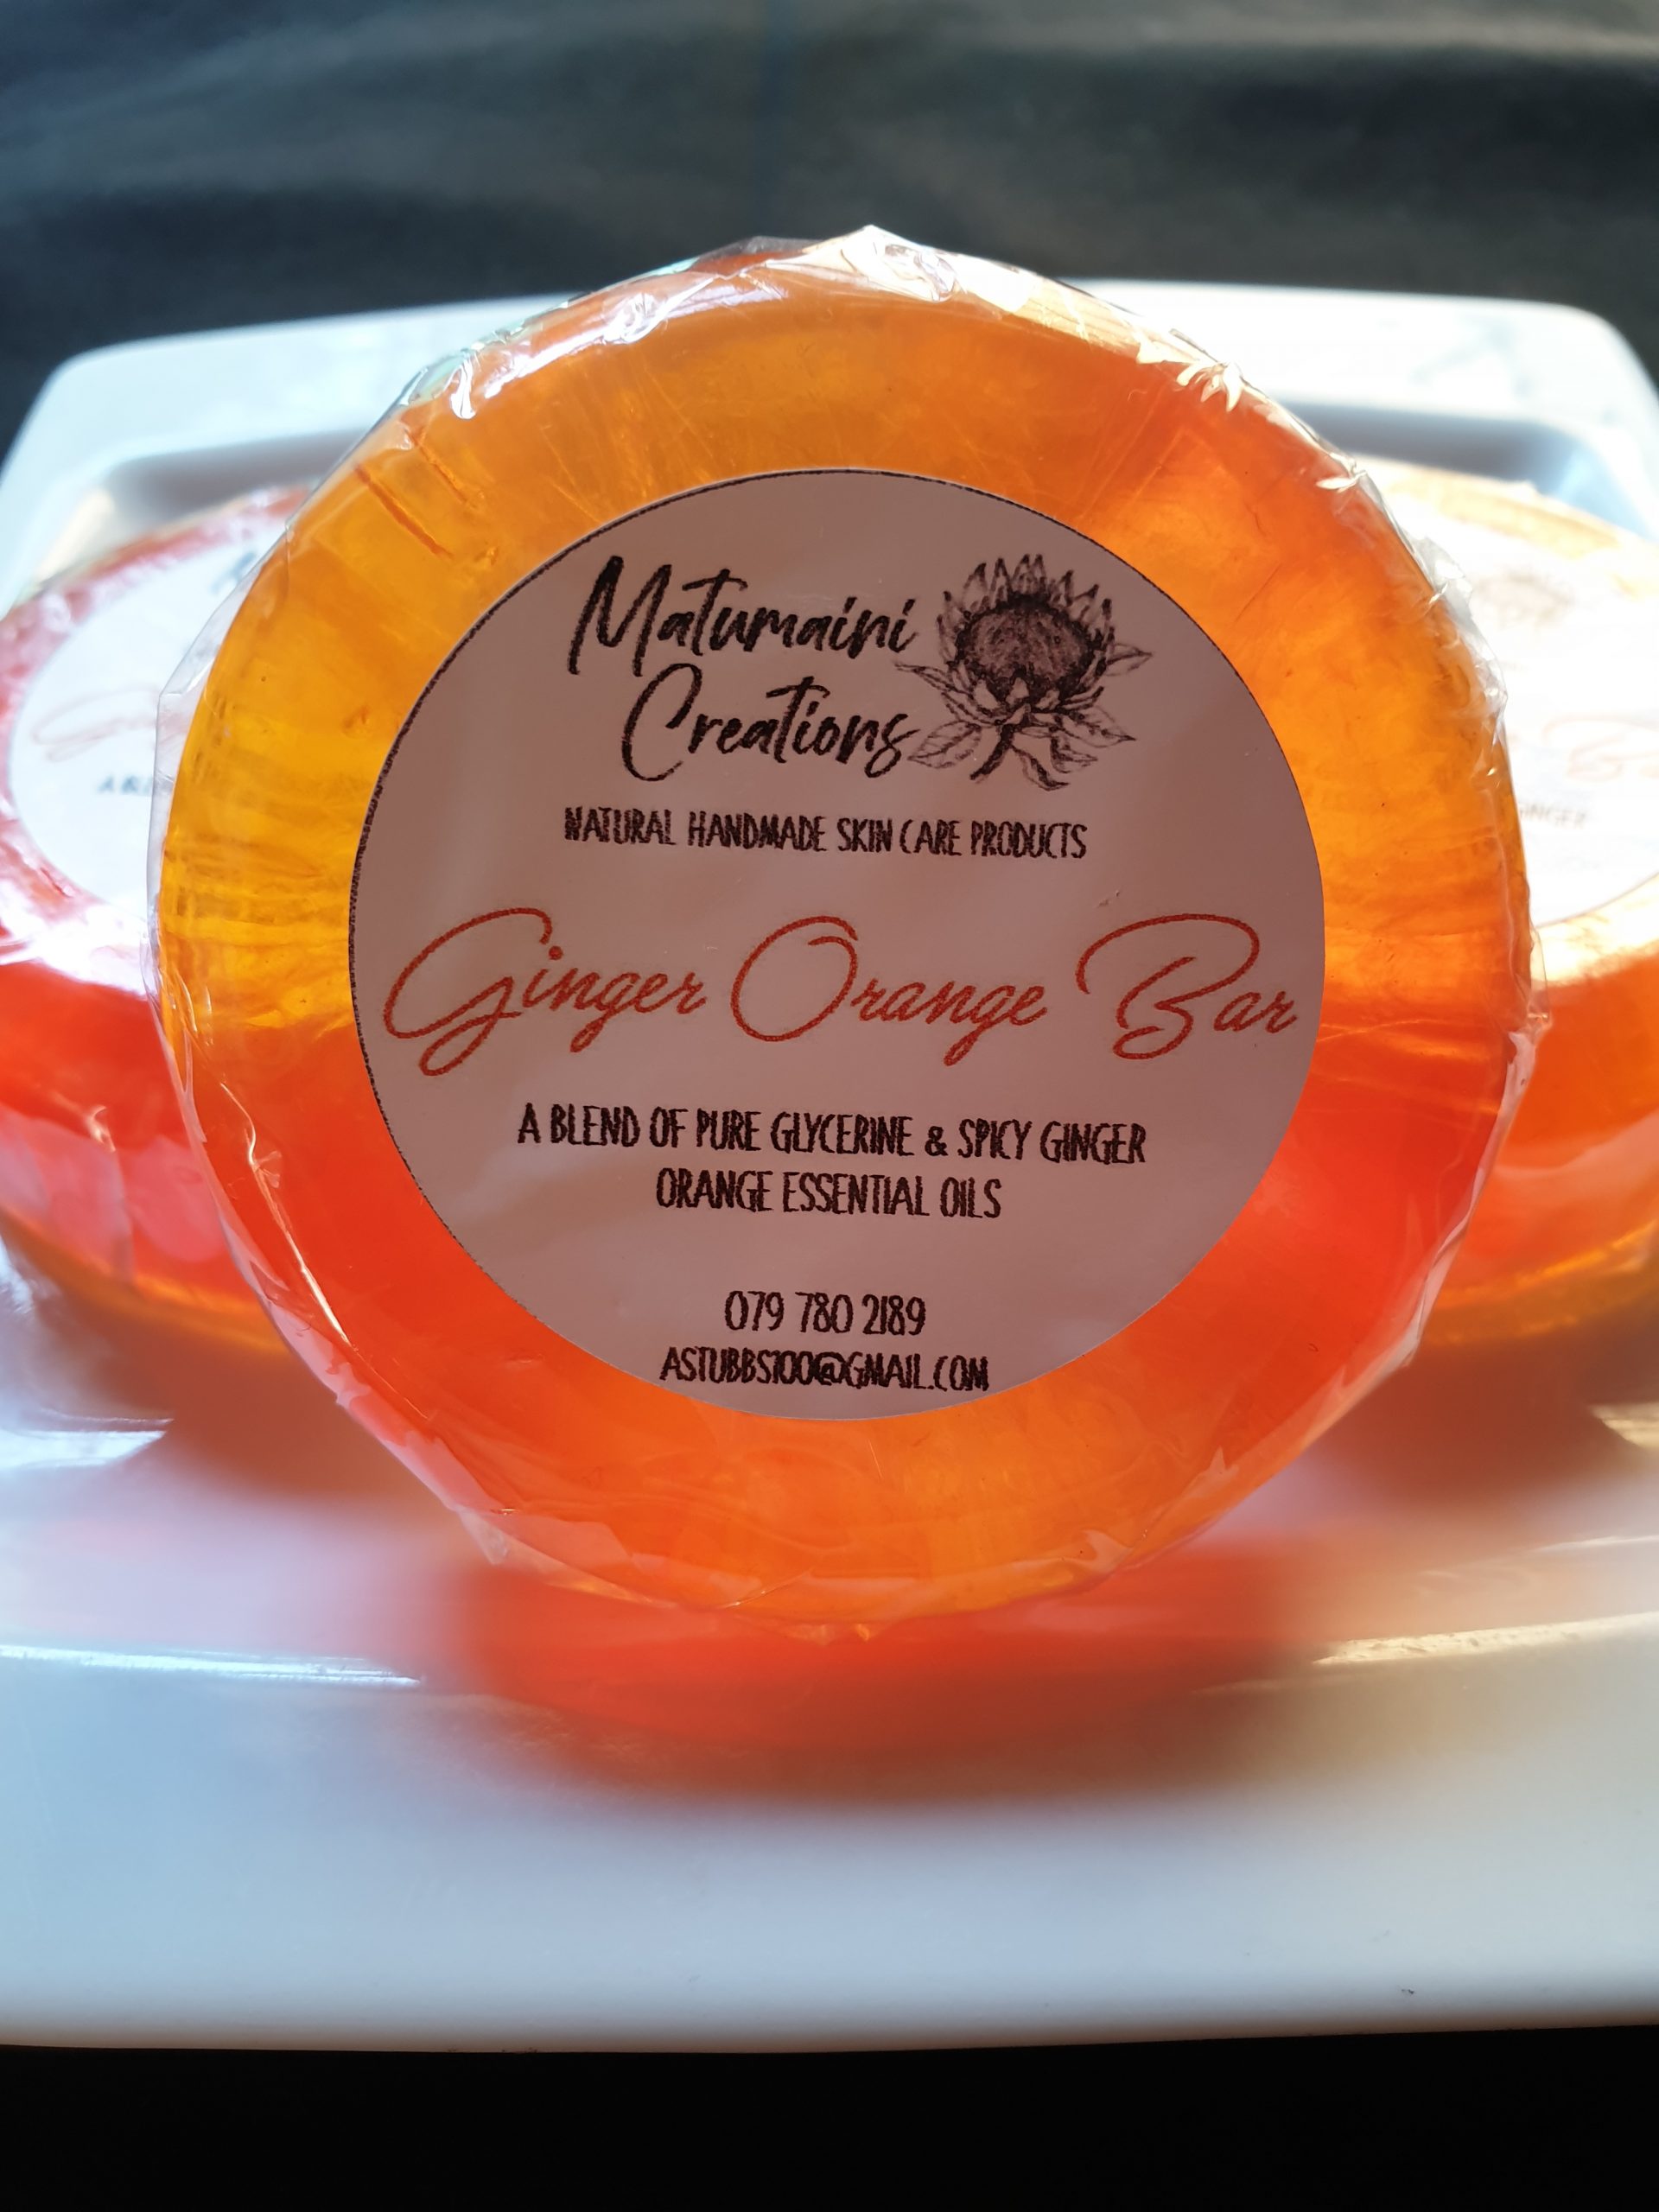 Matumaini
Creations
NATURAL HANDMADE SKIN CARE PRODUCTS
Ginger Orange Bar
A BLEND OF PURE GLYCERINE & SPICY GINGER
ORANGE ESSENTIAL OILS
079 780 2189
ASTUBBS100@GMAIL.COM
GINGER